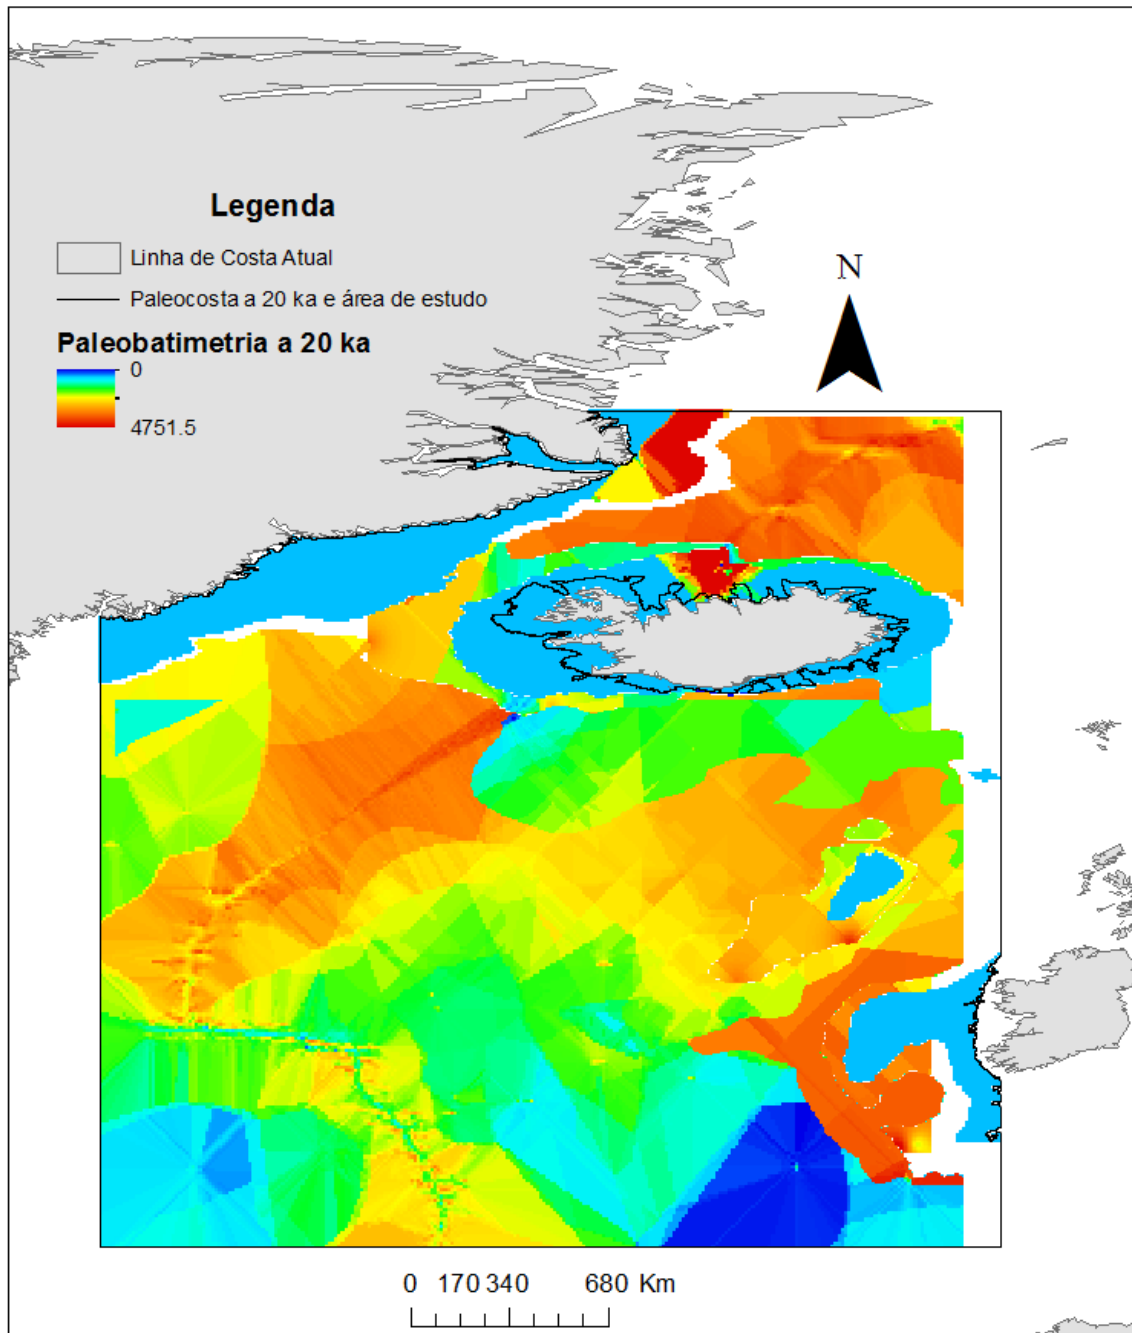 Legenda
Linha de Costa Atual
Paleocosta a 20 ka e área de estudo
Paleobatimetria a 20 ka
0
4751.5
N
0 170 340 680 Km